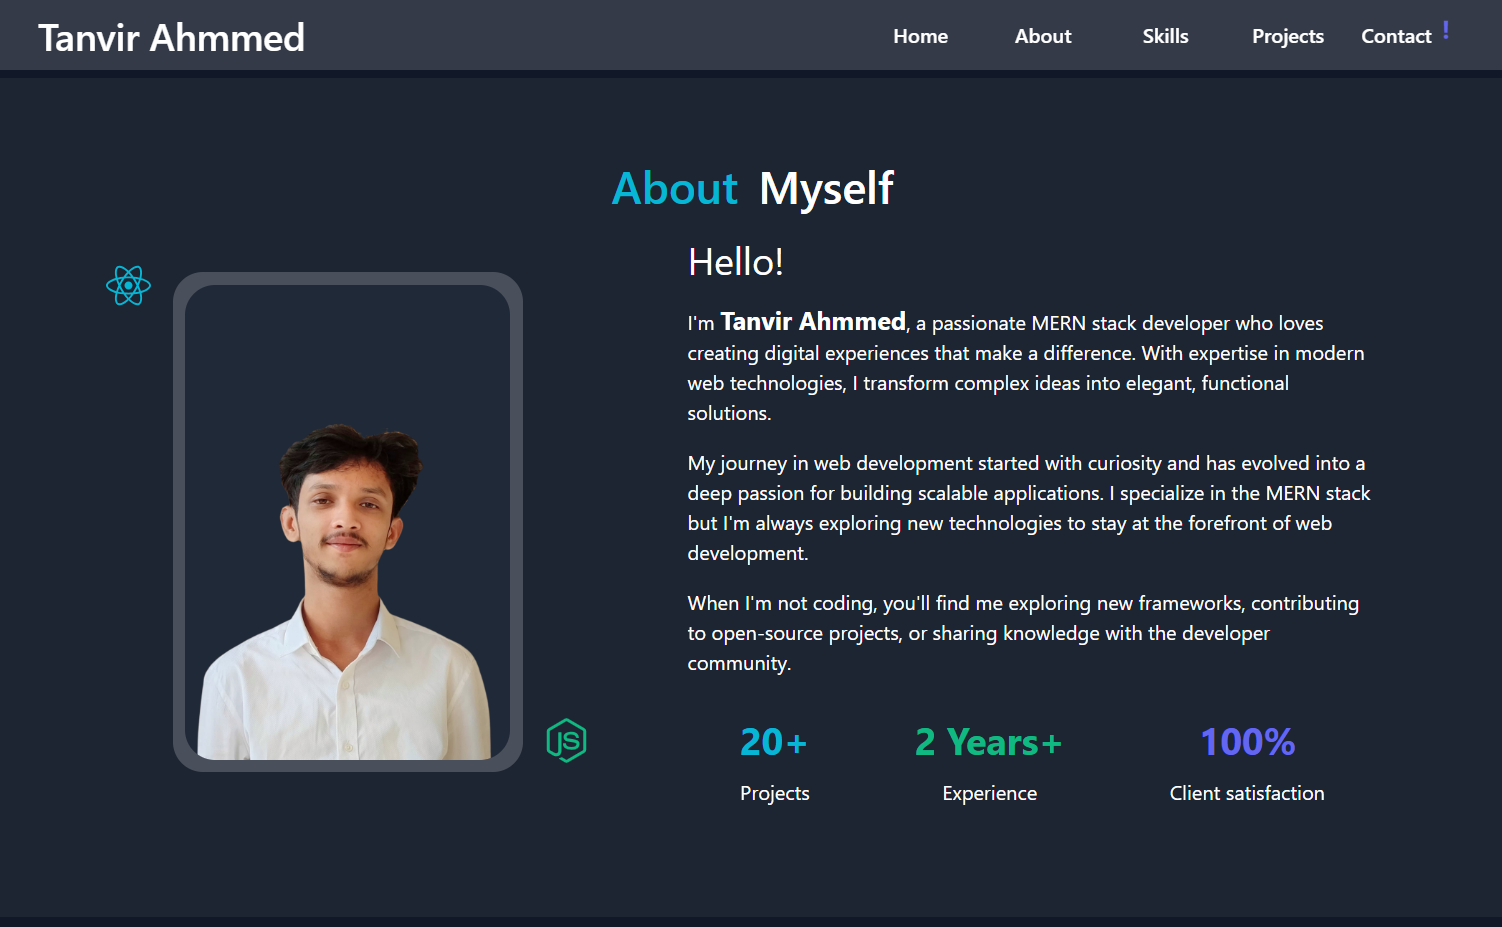 Tanvir Ahmmed
Home About Skills Projects Contact !
About Myself
Hello!
I'm Tanvir Ahmmed, a passionate MERN stack developer who loves
creating digital experiences that make a difference. With expertise in modern
web technologies, I transform complex ideas into elegant, functional
solutions.
My journey in web development started with curiosity and has evolved into a
deep passion for building scalable applications. I specialize in the MERN stack
but I'm always exploring new technologies to stay at the forefront of web
development.
When I'm not coding, you'll find me exploring new frameworks, contributing
to open-source projects, or sharing knowledge with the developer
community.
JS
20+ 2 Years+ 100%
Projects Experience Client satisfaction